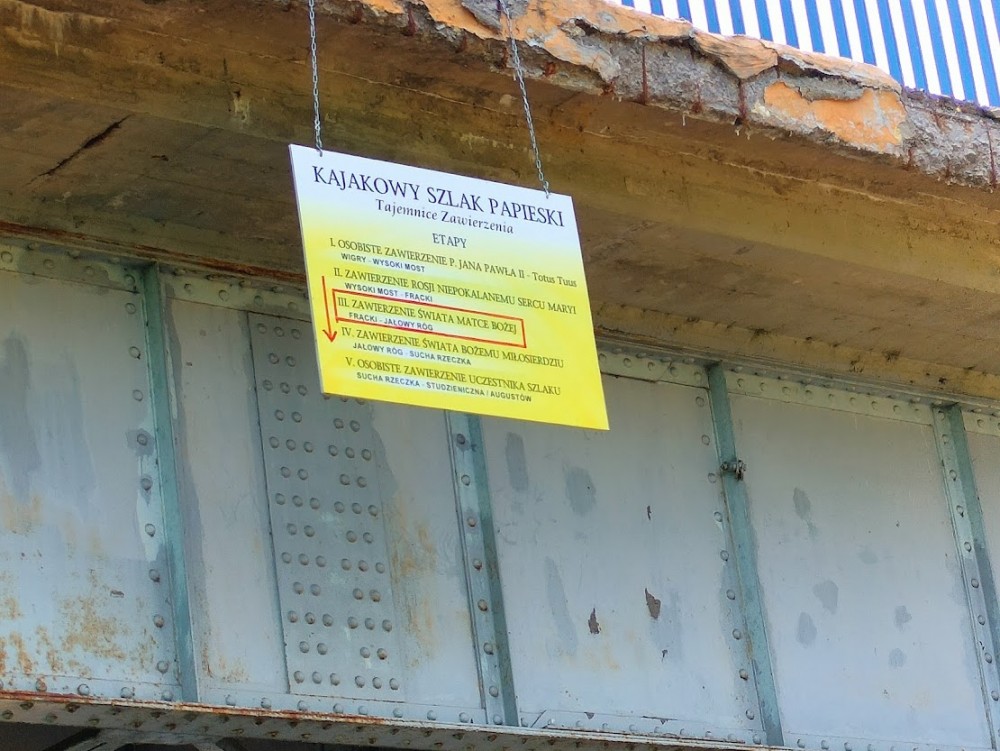 KAJAKOWY SZLAK PAPIESKI
Tajemnice Zawierzenia
ETAPY
I. OSOBISTE ZAWIERZENIE P. JANA PAWŁA II - Totus Tuus
WIGRY - WYSOKI MOST
II. ZAWIERZENIE ROSJI NIEPOKALANEMU SERCU MARYI
WYSOKI MOST - FRĄCKI
III. ZAWIERZENIE ŚWIATA MATCE BOŻEJ
FRĄCKI - JAŁOWY RÓG
IV. ZAWIERZENIE ŚWIATA BOŻEMU MIŁOSIERDZIU
JAŁOWY RÓG - SUCHA RZECZKA
V. OSOBISTE ZAWIERZENIE UCZESTNIKA SZLAKU
SUCHA RZECZKA - STUDZIENICZNA / AUGUSTÓW